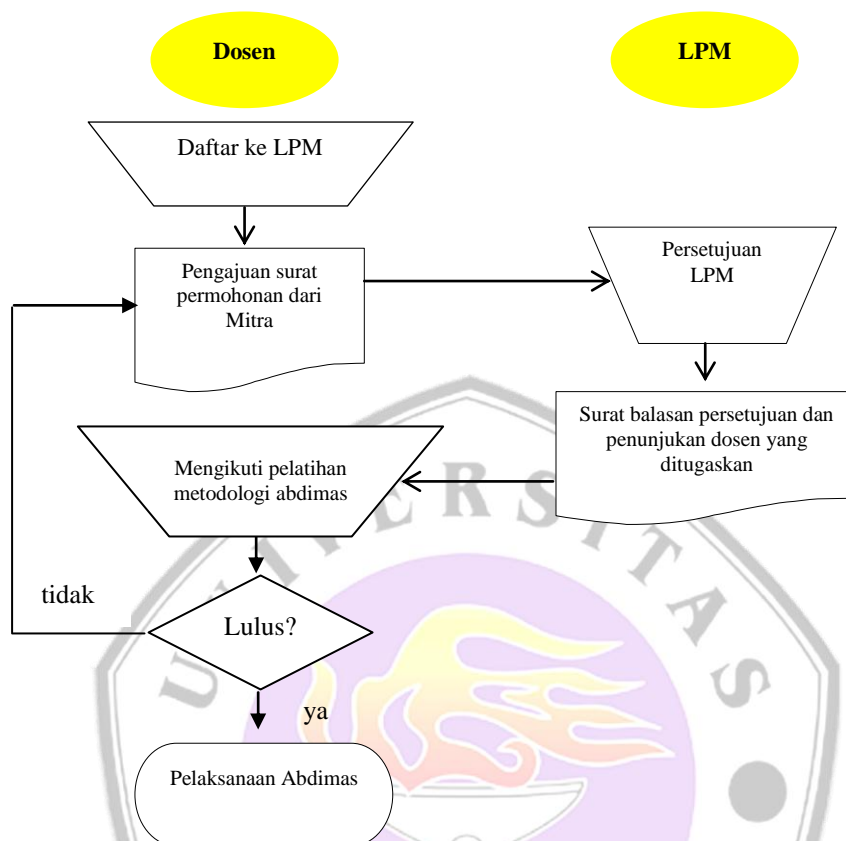 Dosen
LPM
Daftar ke LPM
Pengajuan surat
permohonan dari
Mitra
Persetujuan
LPM
Surat balasan persetujuan dan
penunjukan dosen yang
ditugaskan
Mengikuti pelatihan
metodologi abdimas
tidak
Lulus?
ya
Pelaksanaan Abdimas
UNIVERSITAS